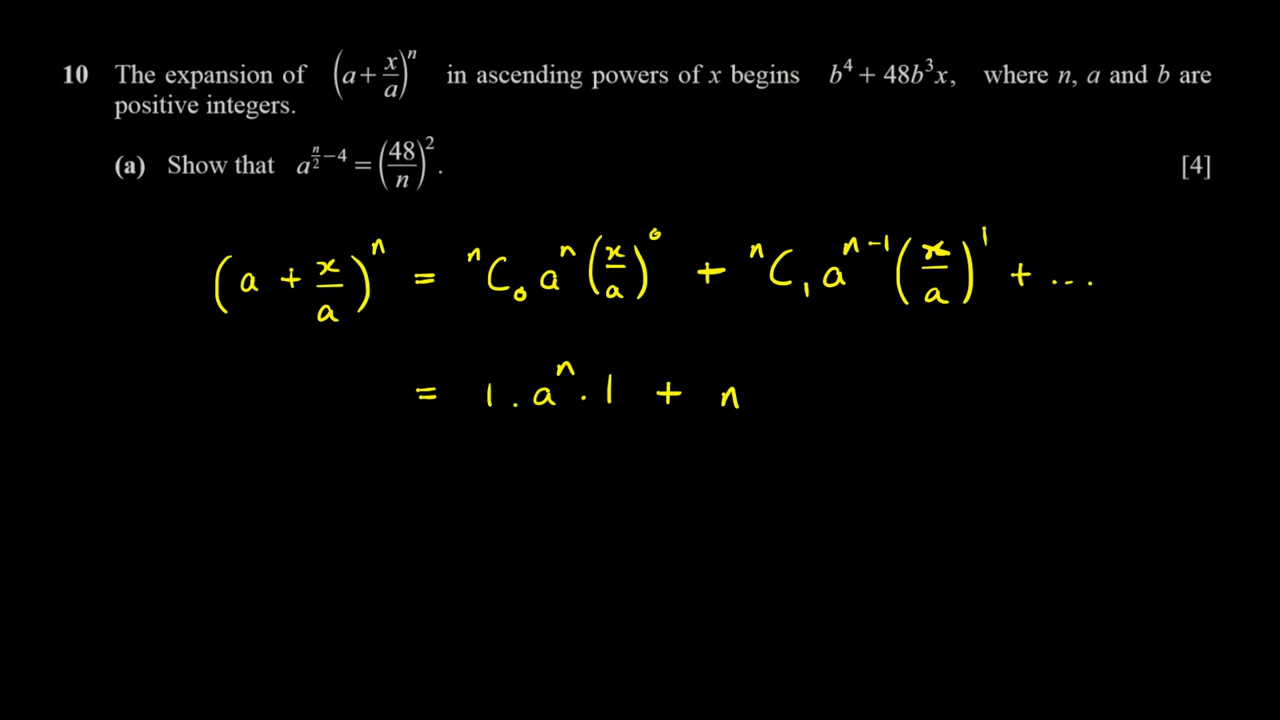 10 The expansion of (a + x/a)^n in ascending powers of x begins b^4 + 48b^3x, where n, a and b are
positive integers.
(a) Show that a^(n/2 − 4) = (48/n)^2. [4]
(a + x/a)^n = nC0 a^n (x/a)^0 + nC1 a^(n−1) (x/a)^1 + ...
= 1 . a^n . 1 + n